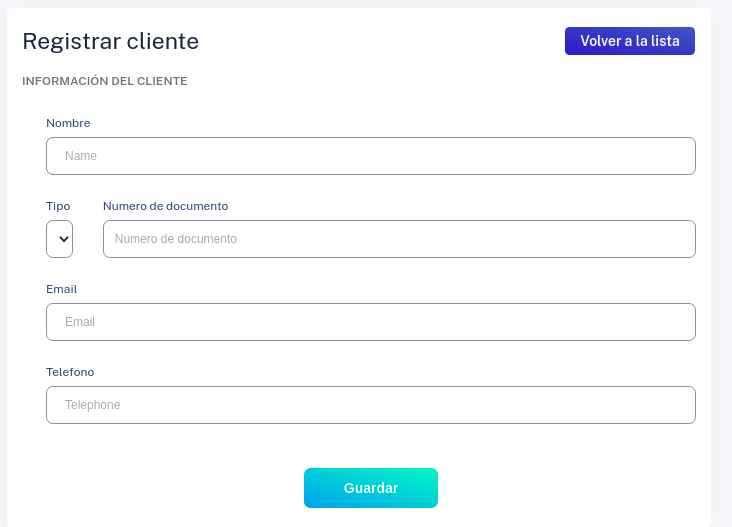 Registrar cliente
Volver a la lista
INFORMACIÓN DEL CLIENTE
Nombre
Name
Tipo
Numero de documento
Numero de documento
Email
Email
Telefono
Telephone
Guardar